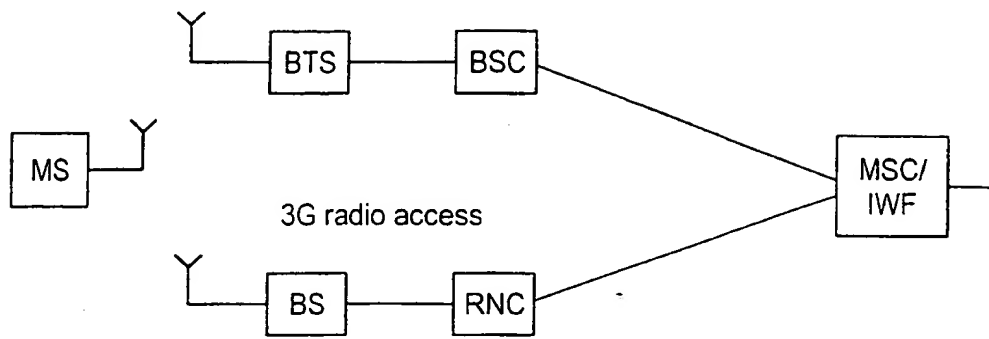 BTS
BSC
MS
MSC/
IWF
3G radio access
BS
RNC